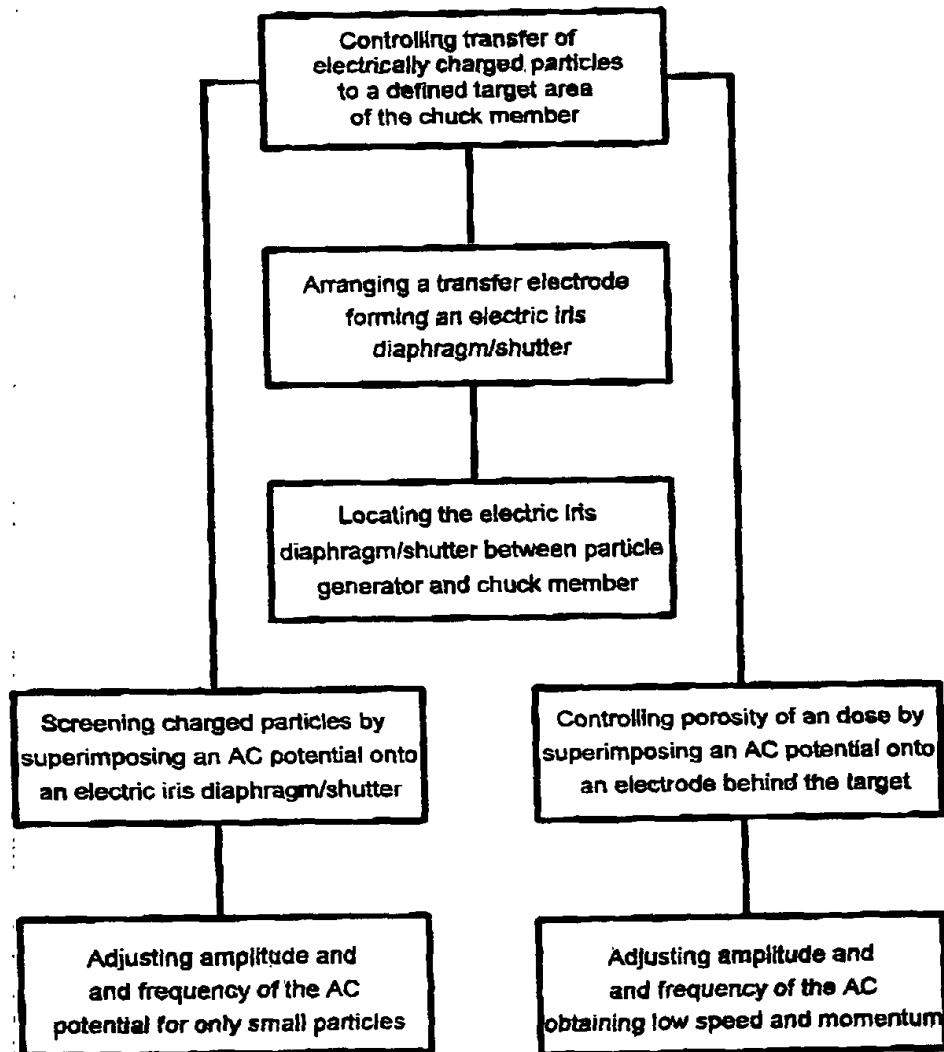 Controlling transfer of
electrically charged particles
to a defined target area
of the chuck member
Arranging a transfer electrode
forming an electric iris
diaphragm/shutter
Locating the electric iris
diaphragm/shutter between particle
generator and chuck member
Screening charged particles by
superimposing an AC potential onto
an electric iris diaphragm/shutter
Controlling porosity of an dose by
superimposing an AC potential onto
an electrode behind the target
Adjusting amplitude and
and frequency of the AC
potential for only small particles
Adjusting amplitude and
and frequency of the AC
obtaining low speed and momentum